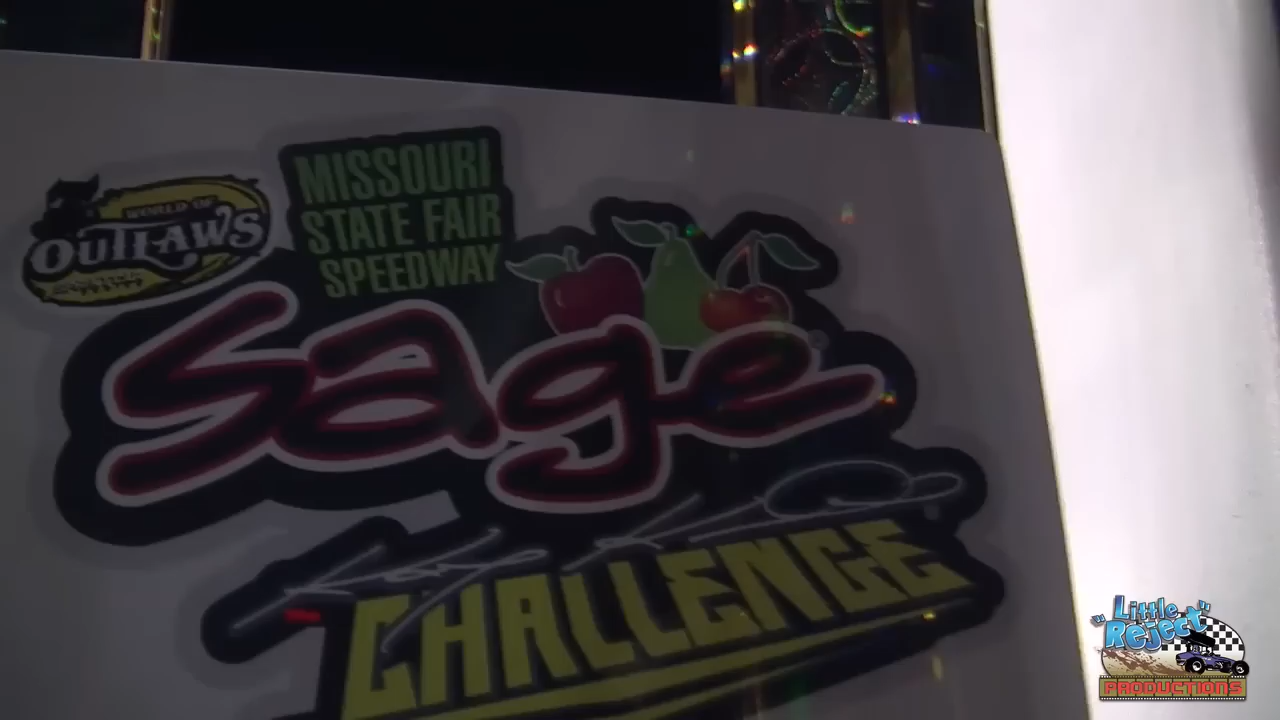 WORLD OF
OUTLAWS
MISSOURI
STATE FAIR
SPEEDWAY
Sage
®
CHALLENGE
"Little
Reject"
PRODUCTIONS